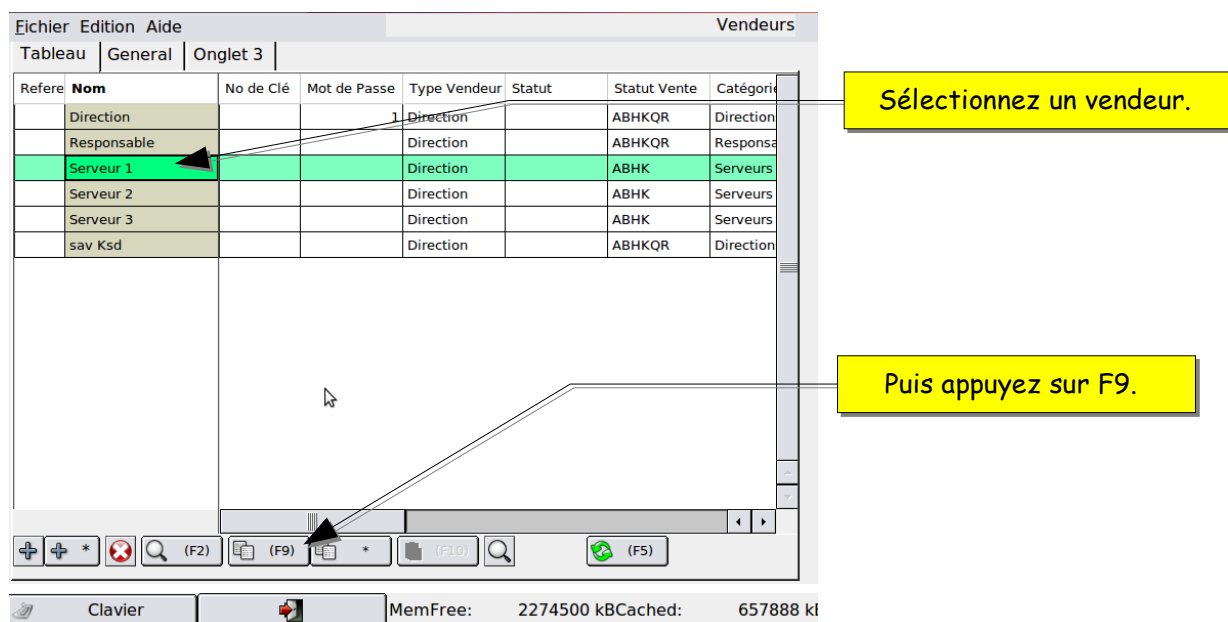 Fichier Edition Aide Vendeurs
Tableau General Onglet 3
Refere Nom No de Clé Mot de Passe Type Vendeur Statut Statut Vente Catégorie
Direction 1 Direction ABHKQR Direction
Responsable Direction ABHKQR Responsa
Serveur 1 Direction ABHK Serveurs
Serveur 2 Direction ABHK Serveurs
Serveur 3 Direction ABHK Serveurs
sav Ksd Direction ABHKQR Direction
Sélectionnez un vendeur.
Puis appuyez sur F9.
* (F2) (F9) * (F10) (F5)
Clavier MemFree: 2274500 kBCached: 657888 kB